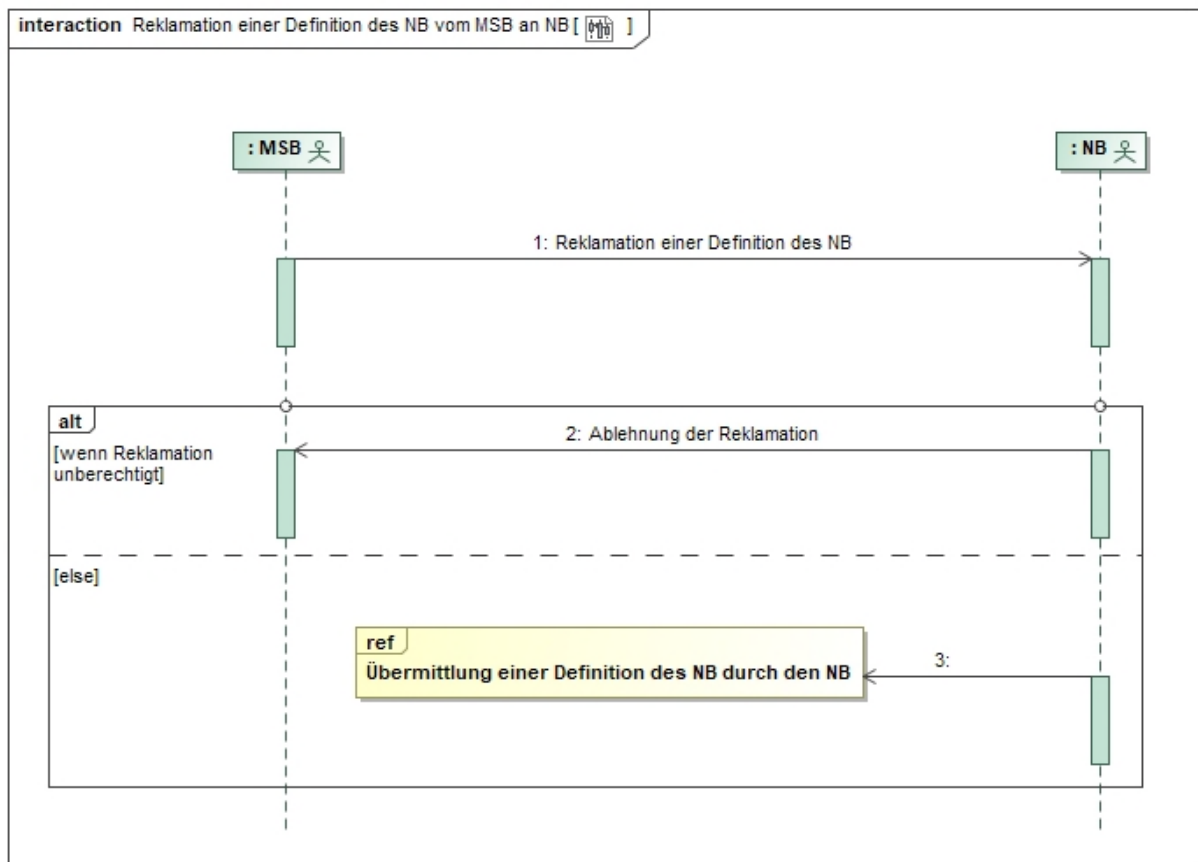 interaction Reklamation einer Definition des NB vom MSB an NB [ ]
: MSB
: NB
1: Reklamation einer Definition des NB
alt
[wenn Reklamation
unberechtigt]
2: Ablehnung der Reklamation
[else]
ref
Übermittlung einer Definition des NB durch den NB
3: